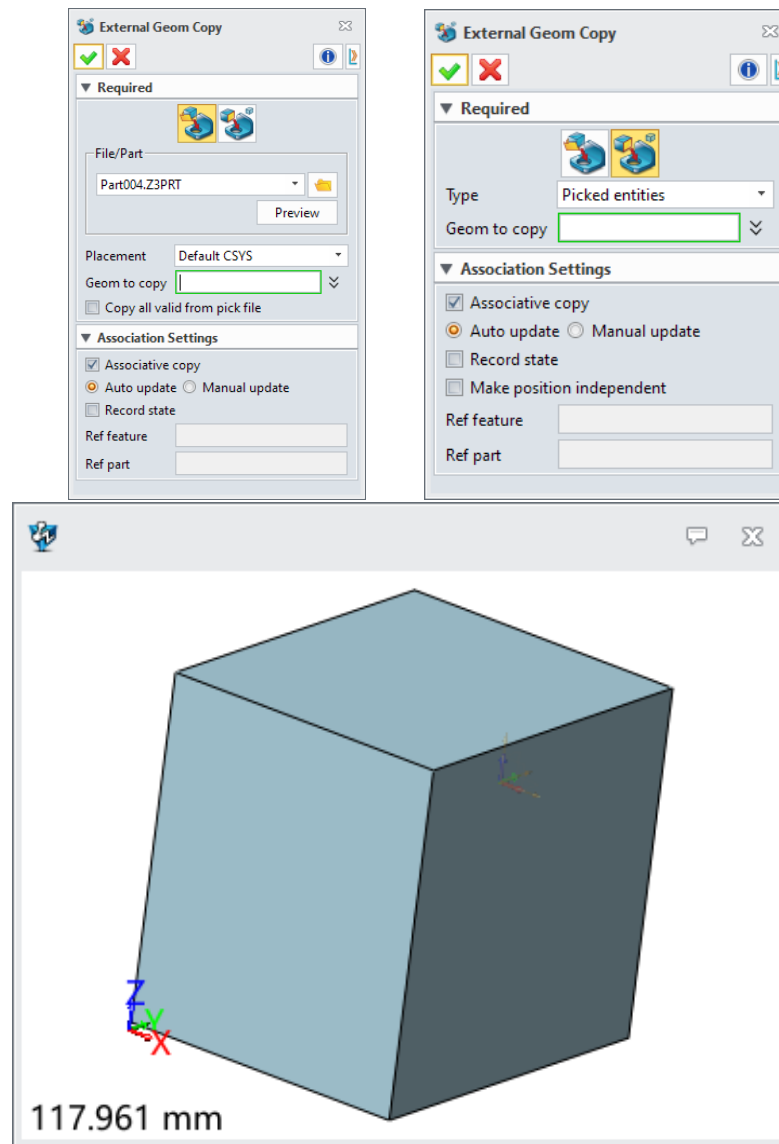 External Geom Copy
Required
File/Part
Part004.Z3PRT
Preview
Placement Default CSYS
Geom to copy
Copy all valid from pick file
Association Settings
Associative copy
Auto update Manual update
Record state
Ref feature
Ref part
External Geom Copy
Required
Type Picked entities
Geom to copy
Association Settings
Associative copy
Auto update Manual update
Record state
Make position independent
Ref feature
Ref part
Z
Y
X
117.961 mm